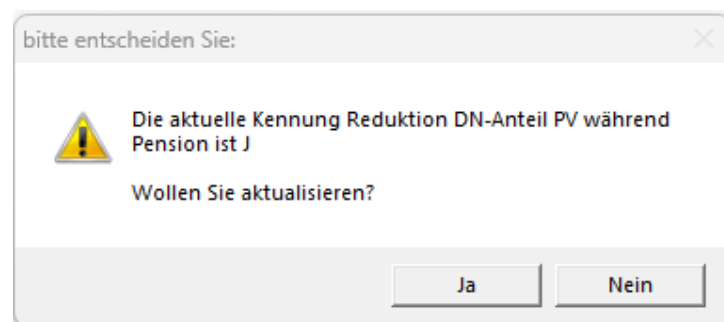 bitte entscheiden Sie:
Die aktuelle Kennung Reduktion DN-Anteil PV während
Pension ist J
Wollen Sie aktualisieren?
Ja
Nein